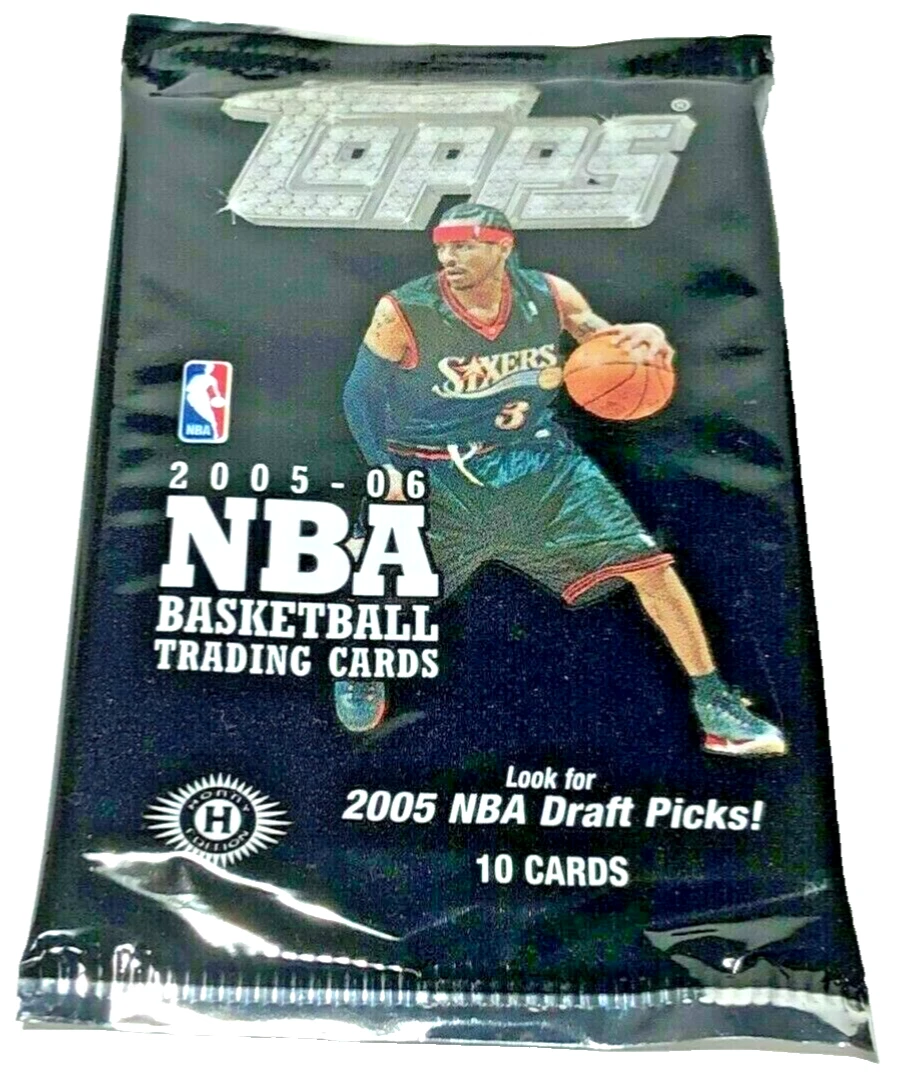 TOPPS®
SIXERS
3
NBA
2005-06
NBA
BASKETBALL
TRADING CARDS
HOBBY
H
EDITION
Look for
2005 NBA Draft Picks!
10 CARDS